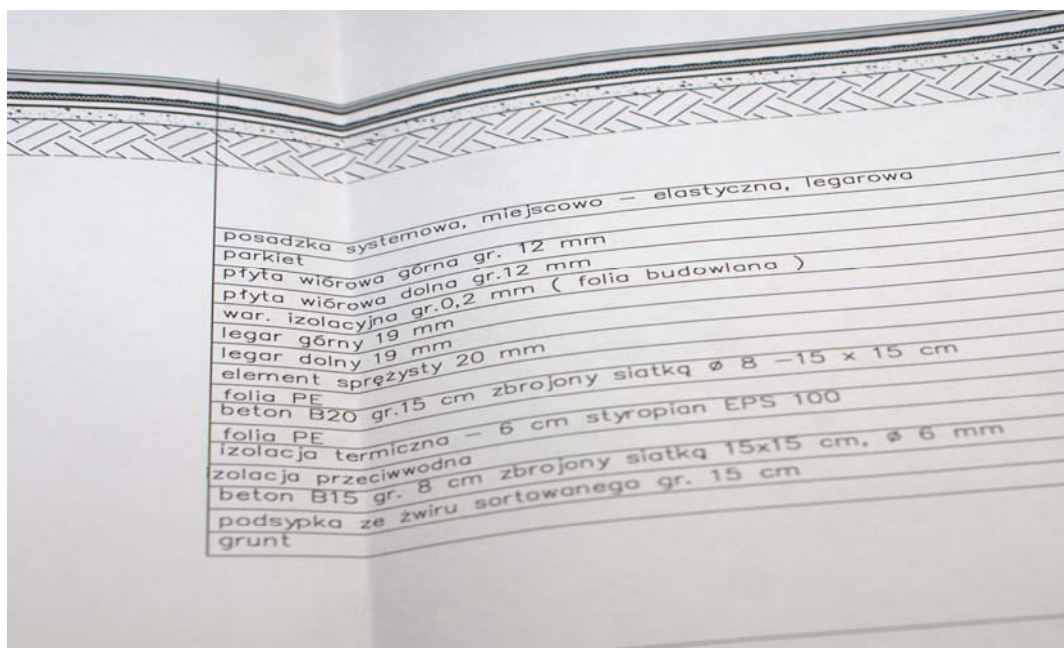 posadzka systemowa, miejscowo – elastyczna, legarowa
parkiet
płyta wiórowa górna gr. 12 mm
płyta wiórowa dolna gr.12 mm
war. izolacyjna gr.0,2 mm ( folia budowlana )
legar górny 19 mm
legar dolny 19 mm
element sprężysty 20 mm
folia PE
beton B20 gr.15 cm zbrojony siatką ø 8 –15 x 15 cm
folia PE
izolacja termiczna – 6 cm styropian EPS 100
izolacja przeciwwodna
beton B15 gr. 8 cm zbrojony siatką 15x15 cm, ø 6 mm
podsypka ze żwiru sortowanego gr. 15 cm
grunt